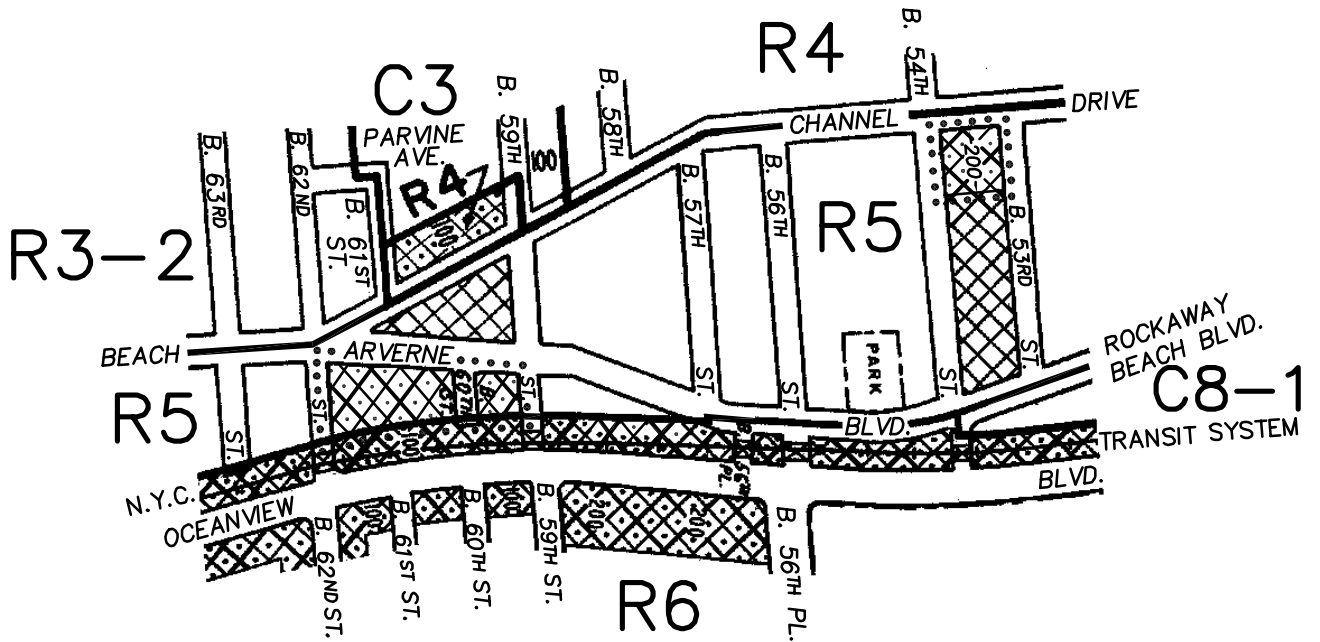 R4
C3
B. 54TH
B. 58TH
B. 59TH
DRIVE
CHANNEL
PARVINE
AVE.
B. 63RD
B. 62ND
R4
100
200
B. 61ST
ST.
100
B. 57TH
B. 56TH
R5
B. 53RD
R3-2
BEACH
ARVERNE
B. 60TH
ST.
PARK
ROCKAWAY
BEACH BLVD.
R5
ST.
ST.
ST.
ST.
ST.
ST.
ST.
C8-1
BLVD.
100
TRANSIT SYSTEM
N.Y.C.
OCEANVIEW
B. 56TH
PL.
BLVD.
100
100
200
200
B. 62ND ST.
B. 61ST ST.
B. 60TH ST.
B. 59TH ST.
B. 56TH PL.
R6